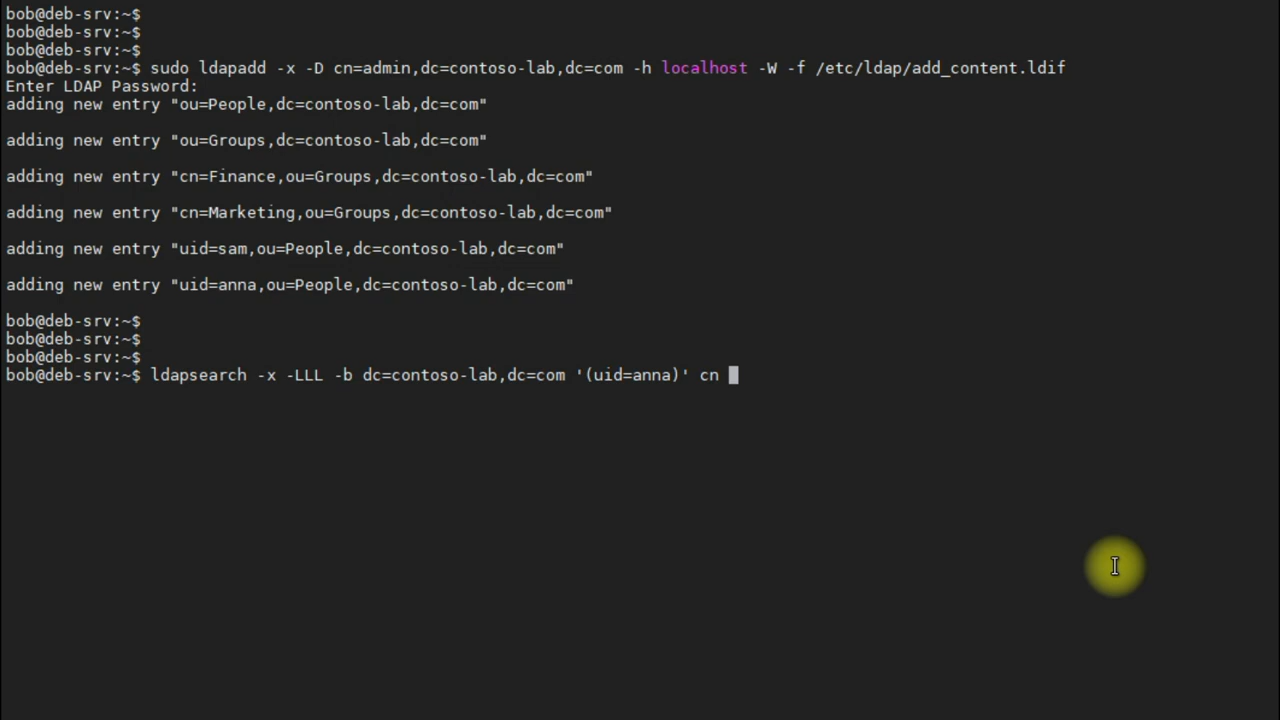 bob@deb-srv:~$
bob@deb-srv:~$
bob@deb-srv:~$
bob@deb-srv:~$ sudo ldapadd -x -D cn=admin,dc=contoso-lab,dc=com -h localhost -W -f /etc/ldap/add_content.ldif
Enter LDAP Password:
adding new entry "ou=People,dc=contoso-lab,dc=com"
adding new entry "ou=Groups,dc=contoso-lab,dc=com"
adding new entry "cn=Finance,ou=Groups,dc=contoso-lab,dc=com"
adding new entry "cn=Marketing,ou=Groups,dc=contoso-lab,dc=com"
adding new entry "uid=sam,ou=People,dc=contoso-lab,dc=com"
adding new entry "uid=anna,ou=People,dc=contoso-lab,dc=com"
bob@deb-srv:~$
bob@deb-srv:~$
bob@deb-srv:~$
bob@deb-srv:~$ ldapsearch -x -LLL -b dc=contoso-lab,dc=com '(uid=anna)' cn